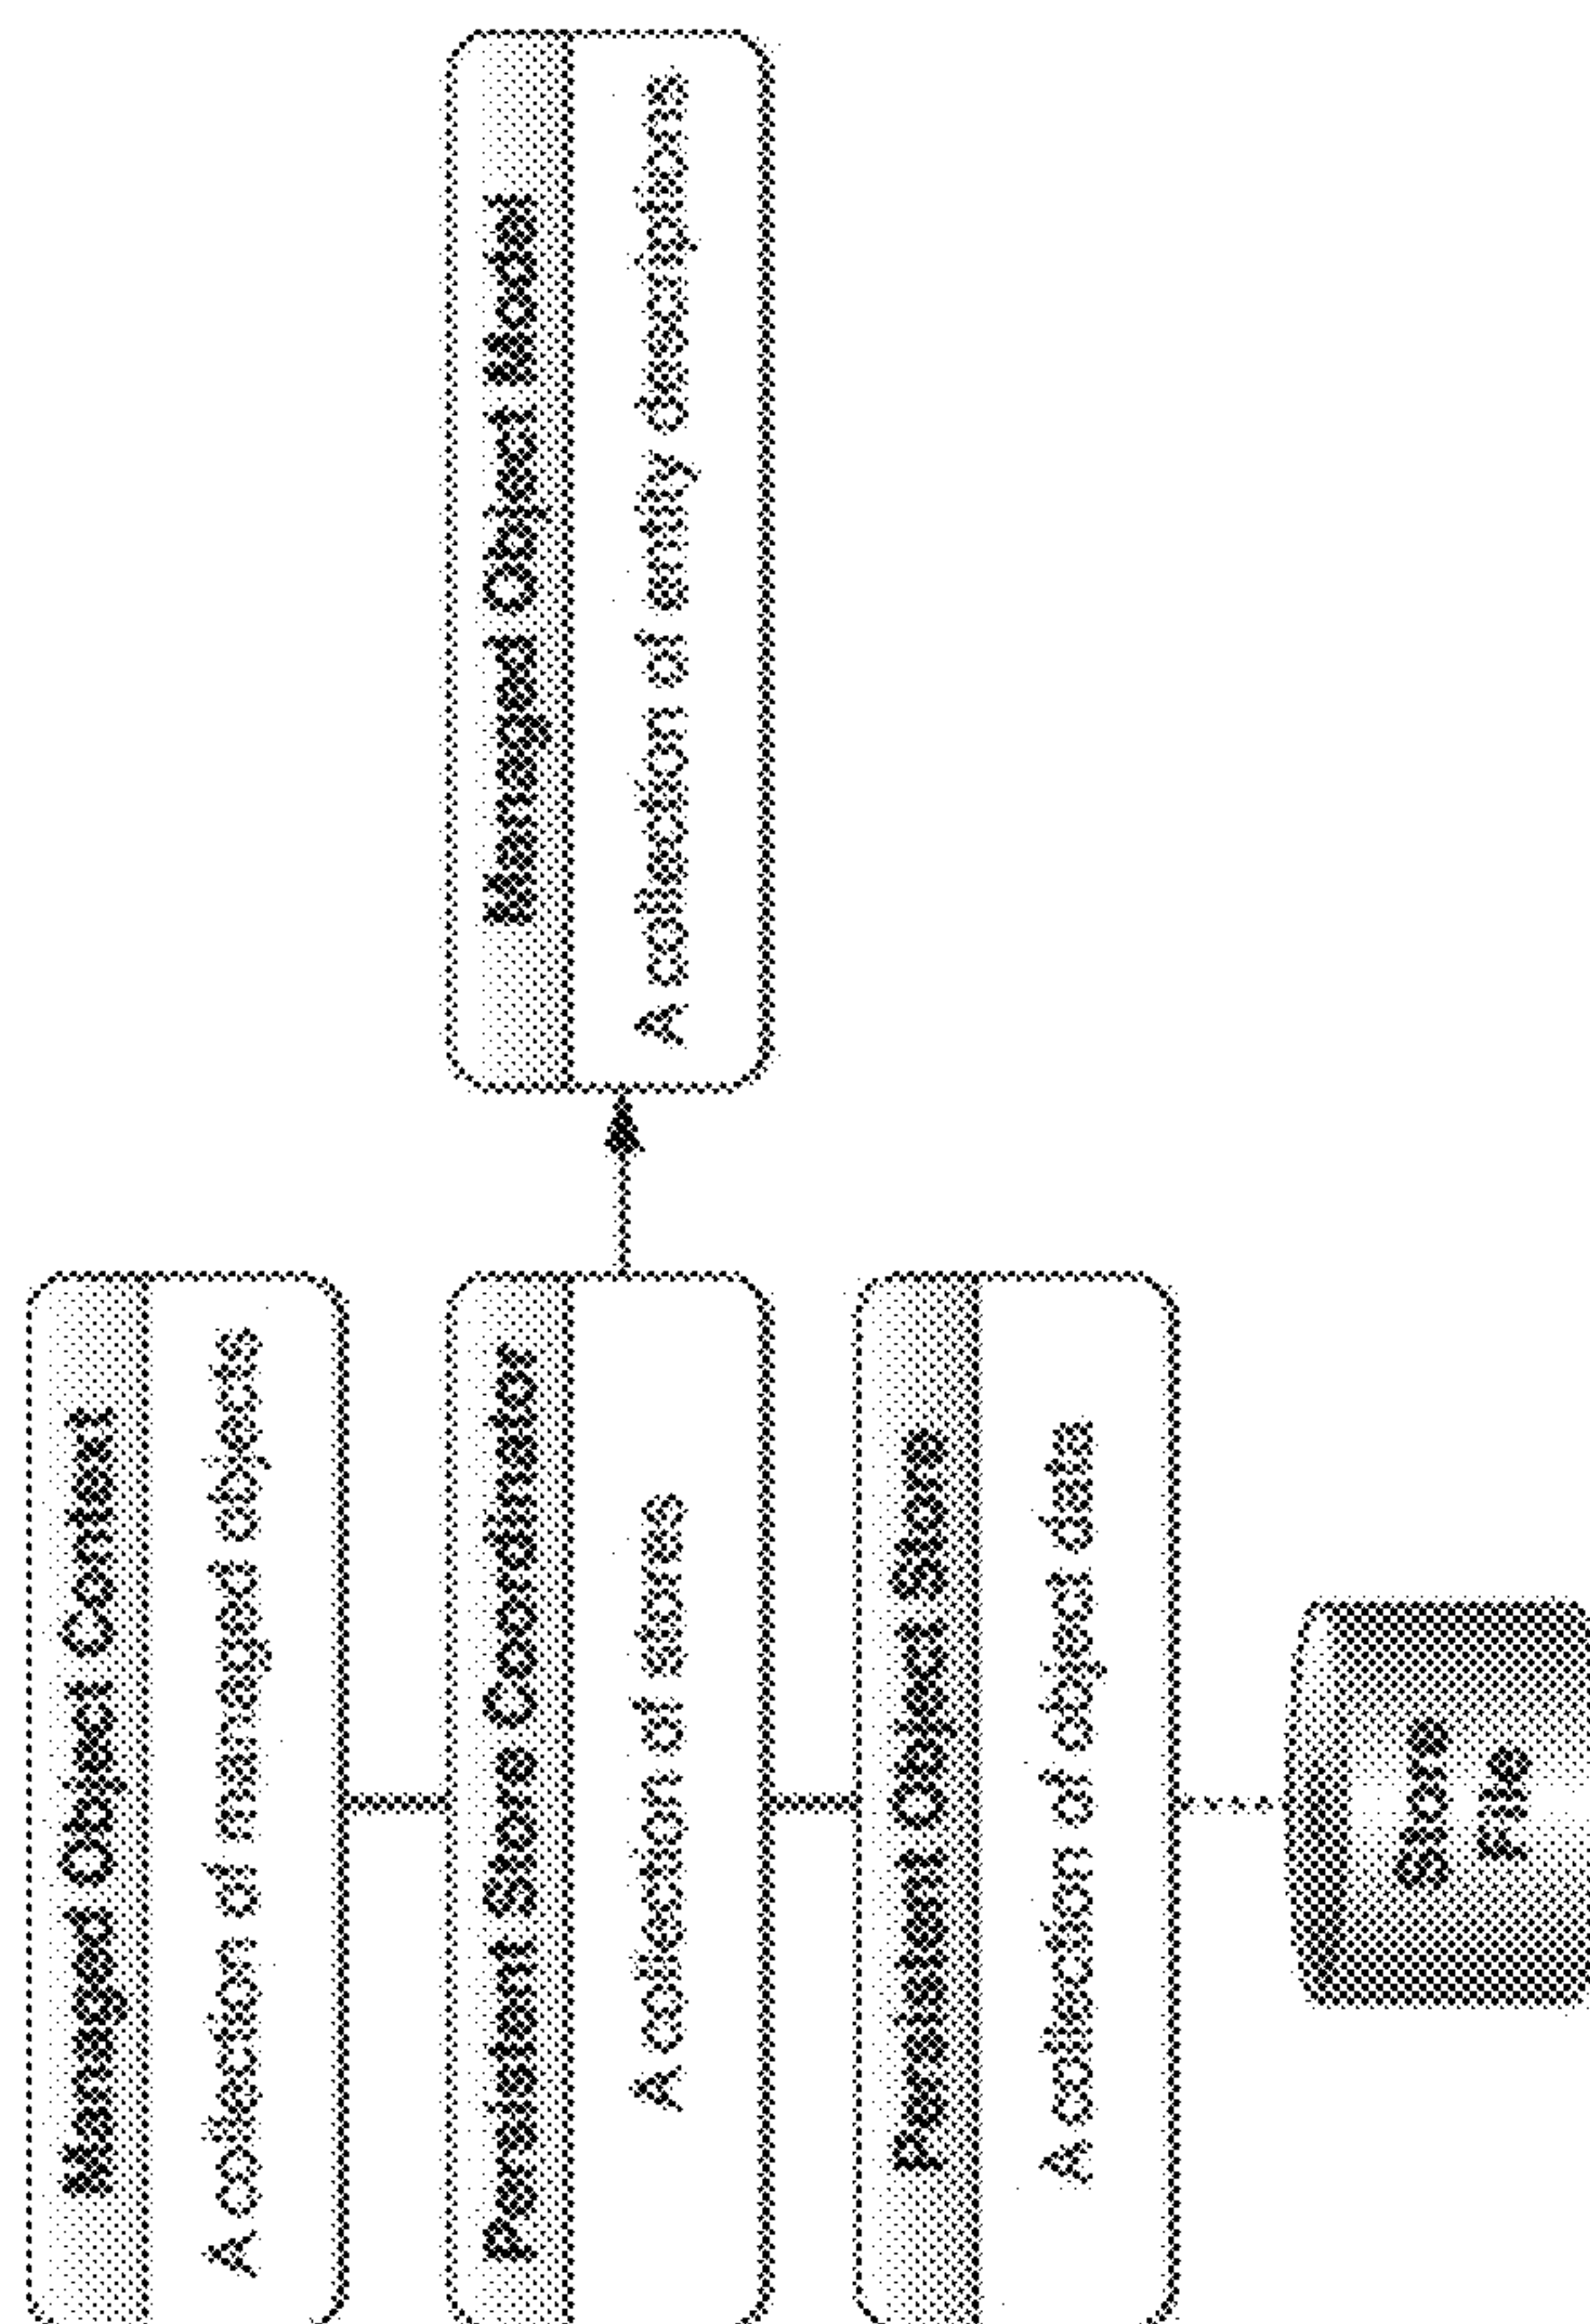 Managed Object Context
A collection of managed objects
Persistent Store Coordinator
A collection of stores
Managed Object Model
A collection of entity descriptions
Persistent Object Store
A collection of object data
Store
File